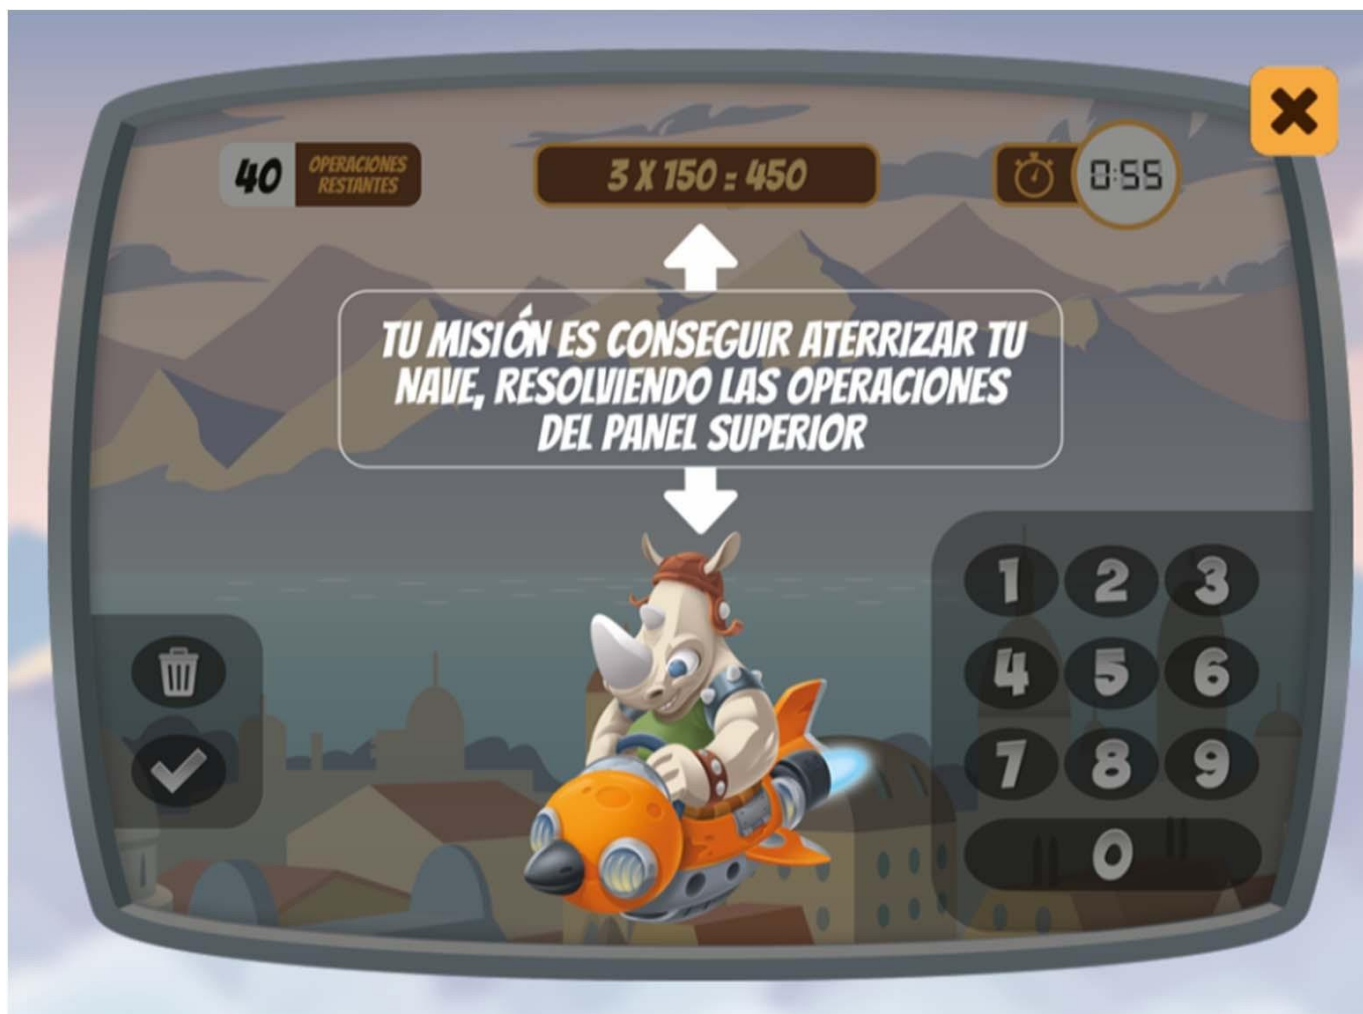 40
OPERACIONES
RESTANTES
3 X 150 = 450
0:55
TU MISIÓN ES CONSEGUIR ATERRIZAR TU
NAVE, RESOLVIENDO LAS OPERACIONES
DEL PANEL SUPERIOR
1 2 3
4 5 6
7 8 9
0